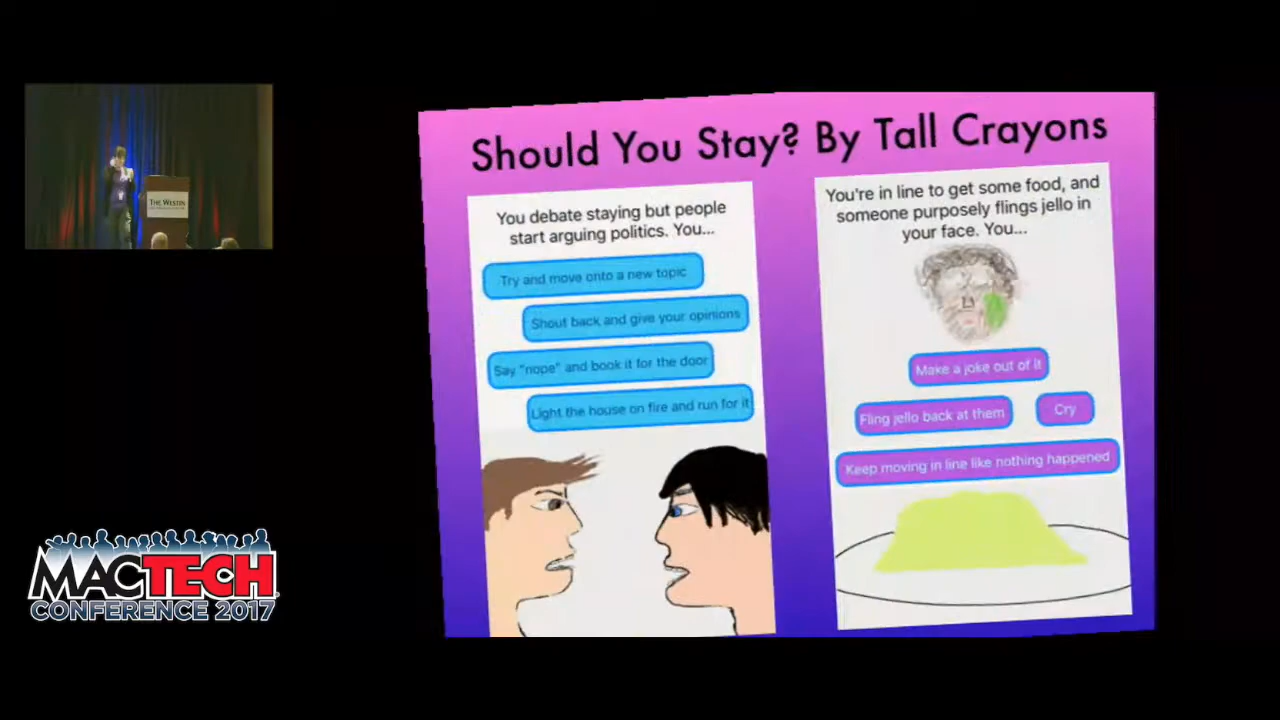 Should You Stay? By Tall Crayons
You debate staying but people
start arguing politics. You...
Try and move onto a new topic
Shout back and give your opinions
Say "nope" and book it for the door
Light the house on fire and run for it
You're in line to get some food, and
someone purposely flings jello in
your face. You...
Make a joke out of it
Fling jello back at them
Cry
Keep moving in line like nothing happened
THE WESTIN
MACTECH
CONFERENCE 2017